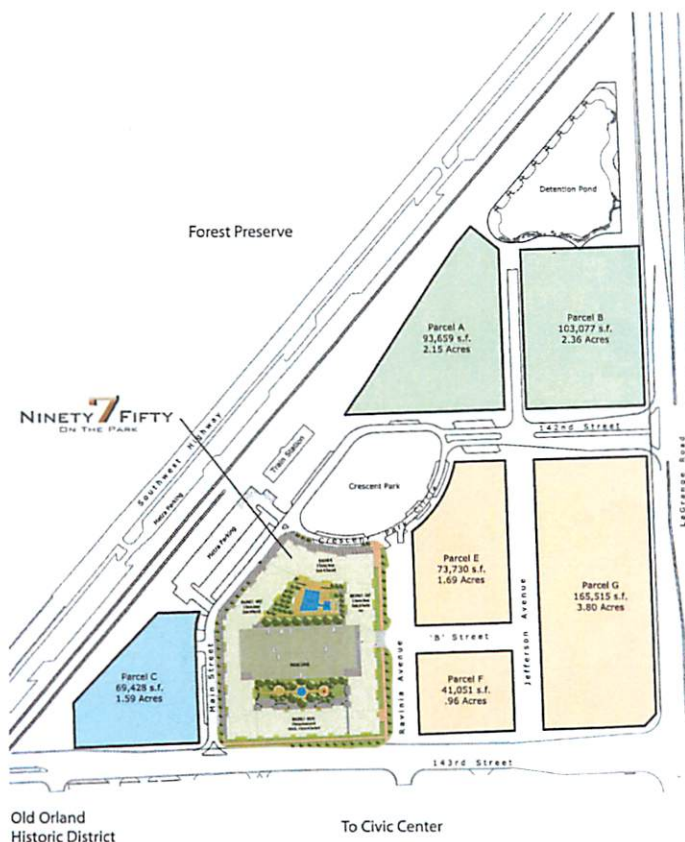 Detention Pond
Forest Preserve
Parcel A
93,659 s.f.
2.15 Acres
Parcel B
103,077 s.f.
2.36 Acres
NINETY 7 FIFTY
ON THE PARK
Southwest Highway
142nd Street
LaGrange Road
Train Station
Metra Parking
Metra Parking
Crescent Park
Crescent Park Circle
Parcel E
73,730 s.f.
1.69 Acres
Parcel G
165,515 s.f.
3.80 Acres
'B' Street
Jefferson Avenue
Ravinia Avenue
Parcel C
69,428 s.f.
1.59 Acres
Main Street
Parcel F
41,051 s.f.
.96 Acres
143rd Street
Old Orland
Historic District
To Civic Center